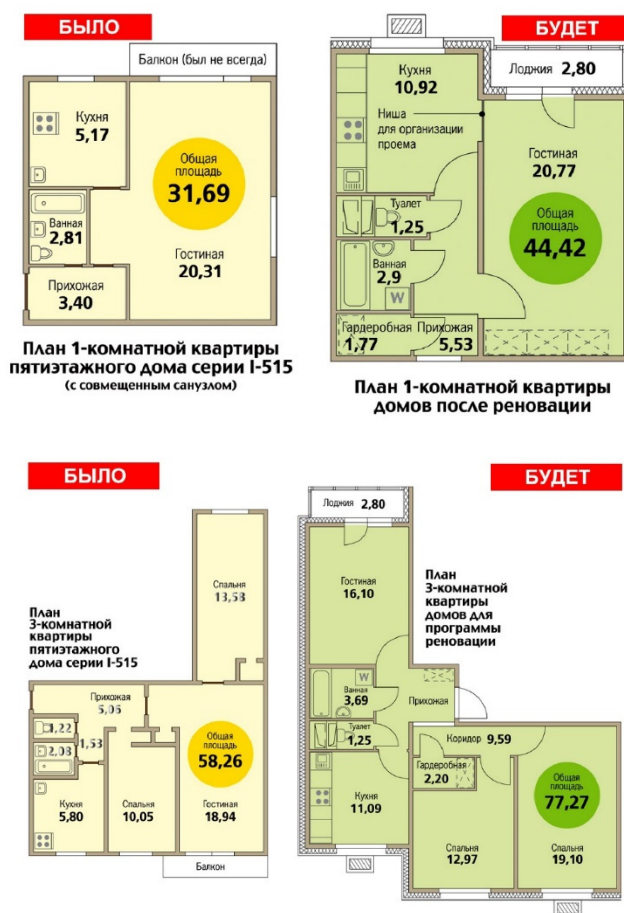 БЫЛО
Балкон (был не всегда)
Кухня
5,17
Общая
площадь
31,69
Ванная
2,81
Гостиная
20,31
Прихожая
3,40
План 1-комнатной квартиры
пятиэтажного дома серии I-515
(с совмещенным санузлом)
БУДЕТ
Лоджия 2,80
Кухня
10,92
Ниша
для организации
проема
Гостиная
20,77
Общая
площадь
44,42
Туалет
1,25
Ванная
2,9
W
Гардеробная
1,77
Прихожая
5,53
План 1-комнатной квартиры
домов после реновации
БЫЛО
План
3-комнатной
квартиры
пятиэтажного
дома серии I-515
Спальня
13,58
Прихожая
5,06
1,22
2,08
1,53
Общая
площадь
58,26
Кухня
5,80
Спальня
10,05
Гостиная
18,94
Балкон
БУДЕТ
Лоджия 2,80
Гостиная
16,10
План
3-комнатной
квартиры
домов для
программы
реновации
W
Ванная
3,69
Прихожая
Туалет
1,25
Коридор 9,59
Гардеробная
2,20
Кухня
11,09
Общая
площадь
77,27
Спальня
12,97
Спальня
19,10